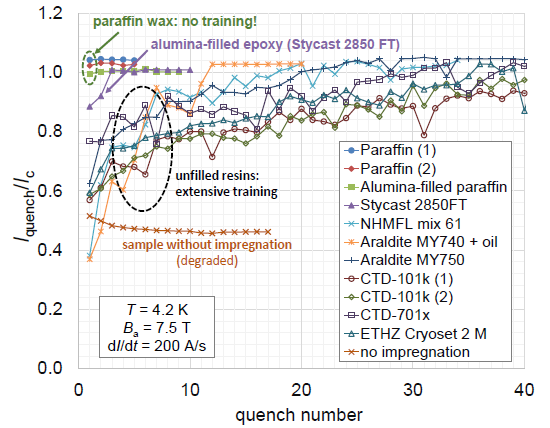 paraffin wax: no training!
alumina-filled epoxy (Stycast 2850 FT)
1.2
1.0
0.8
0.6
0.4
0.2
0.0
I_quench/I_c
unfilled resins:
extensive training
sample without impregnation
(degraded)
T = 4.2 K
B_a = 7.5 T
dI/dt = 200 A/s
Paraffin (1)
Paraffin (2)
Alumina-filled paraffin
Stycast 2850FT
NHMFL mix 61
Araldite MY740 + oil
Araldite MY750
CTD-101k (1)
CTD-101k (2)
CTD-701x
ETHZ Cryoset 2 M
no impregnation
0 10 20 30 40
quench number